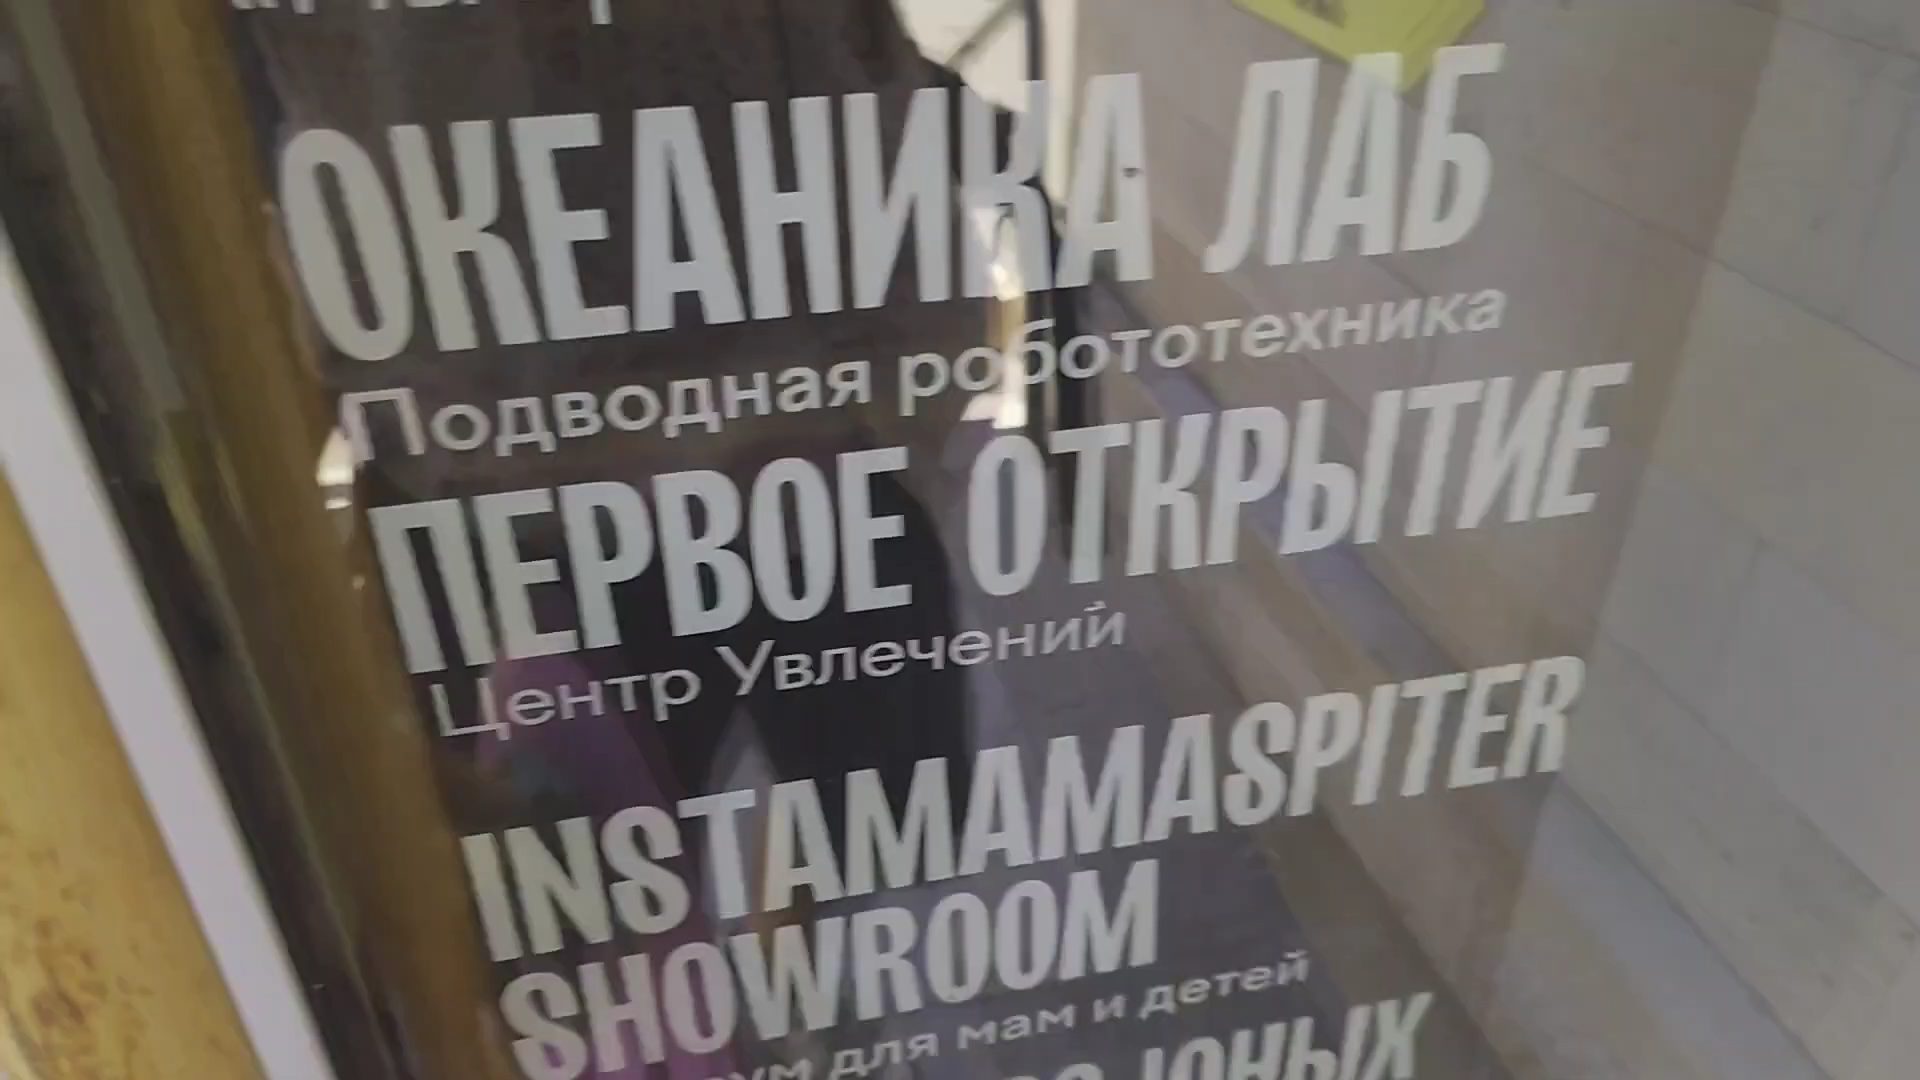 ОКЕАНИКА ЛАБ
Подводная робототехника
ПЕРВОЕ ОТКРЫТИЕ
Центр Увлечений
INSTAMAMASPITER
SHOWROOM
для мам и детей
ЮНЫХ